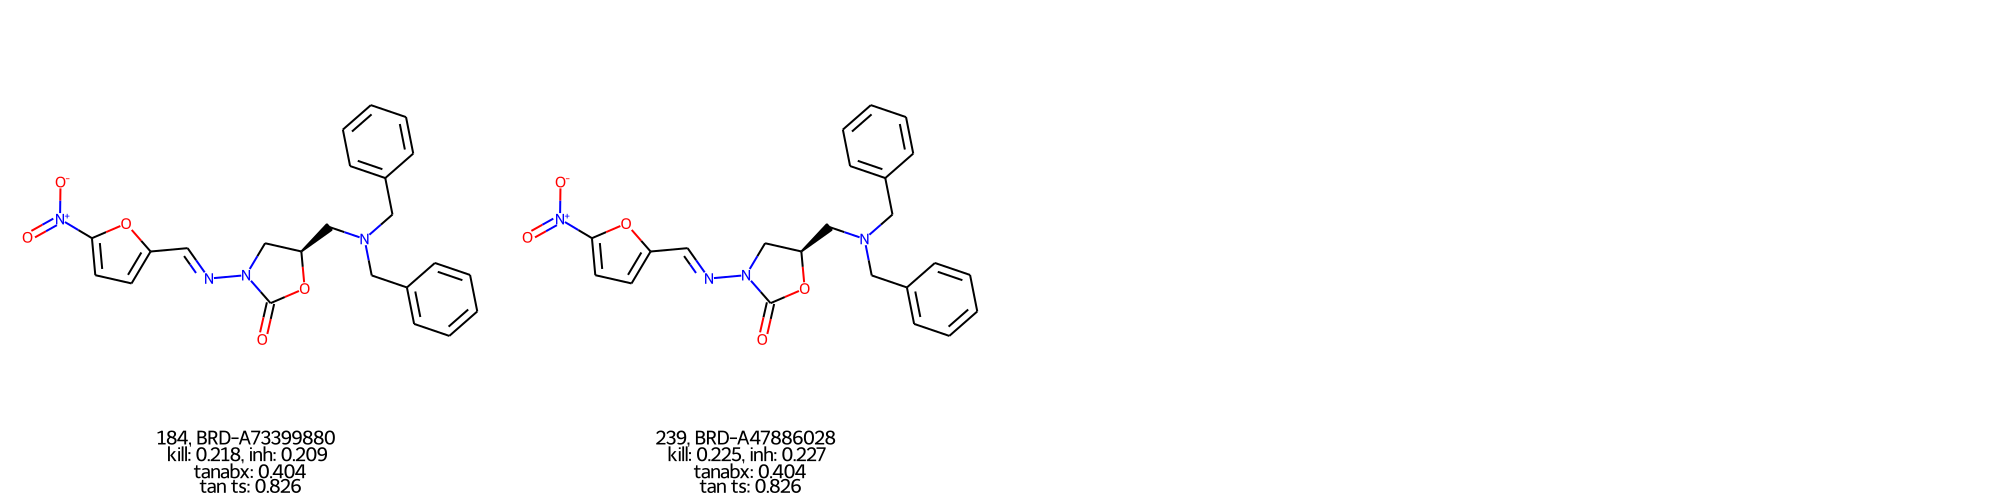 O⁻
N⁺
O
O
N
N
O
O
N
O⁻
N⁺
O
O
N
N
O
O
N
184, BRD-A73399880
kill: 0.218, inh: 0.209
tanabx: 0.404
tan ts: 0.826
239, BRD-A47886028
kill: 0.225, inh: 0.227
tanabx: 0.404
tan ts: 0.826